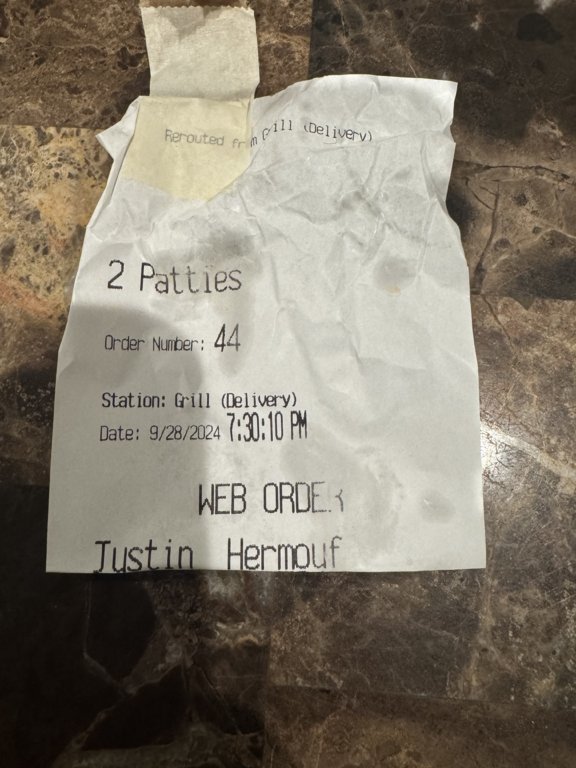 Rerouted from Grill (Delivery)
2 Patties
Order Number: 44
Station: Grill (Delivery)
Date: 9/28/2024 7:30:10 PM
WEB ORDER
Justin Hermouf